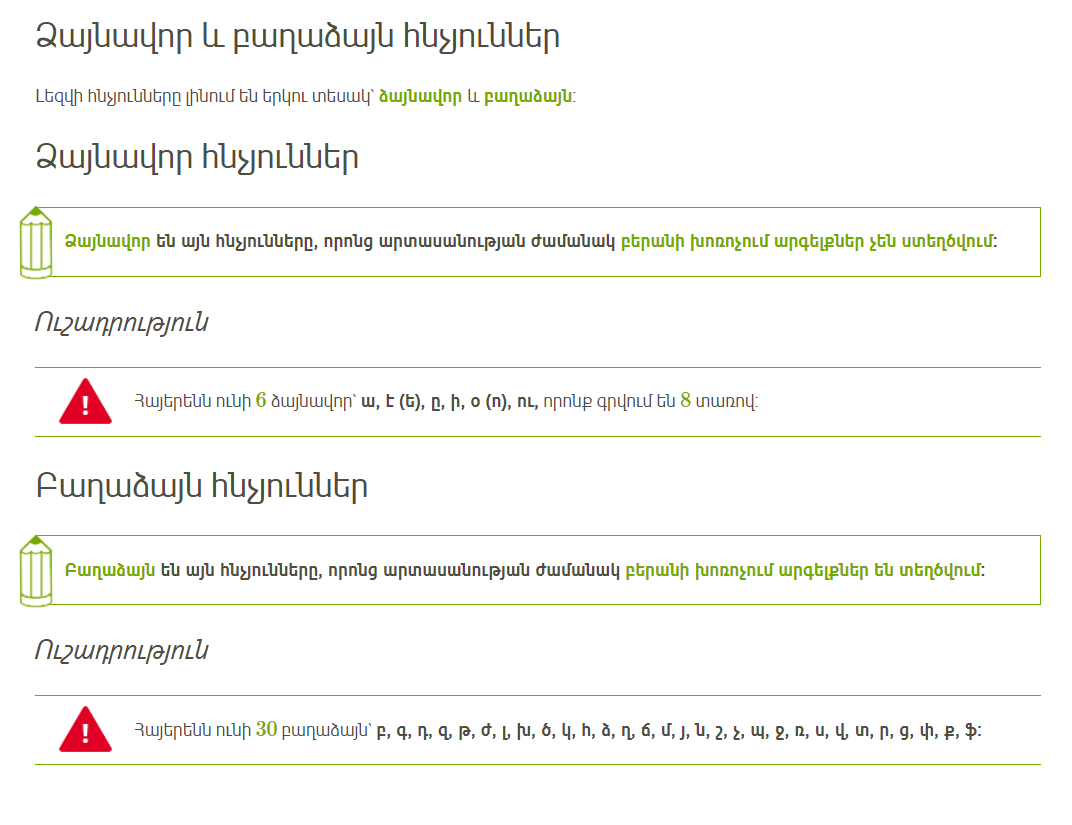 Ձայնավոր և բաղաձայն հնչյուններ
Լեզվի հնչյունները լինում են երկու տեսակ՝ ձայնավոր և բաղաձայն:
Ձայնավոր հնչյուններ
Ձայնավոր են այն հնչյունները, որոնց արտասանության ժամանակ բերանի խոռոչում արգելքներ չեն ստեղծվում:
Ուշադրություն
!
Հայերենն ունի 6 ձայնավոր՝ ա, է (ե), ը, ի, օ (ո), ու, որոնք գրվում են 8 տառով:
Բաղաձայն հնչյուններ
Բաղաձայն են այն հնչյունները, որոնց արտասանության ժամանակ բերանի խոռոչում արգելքներ են տեղծվում:
Ուշադրություն
!
Հայերենն ունի 30 բաղաձայն՝ բ, գ, դ, զ, թ, ժ, լ, խ, ծ, կ, հ, ձ, ղ, ճ, մ, յ, ն, շ, չ, պ, ջ, ռ, ս, վ, տ, ր, ց, փ, ք, ֆ: